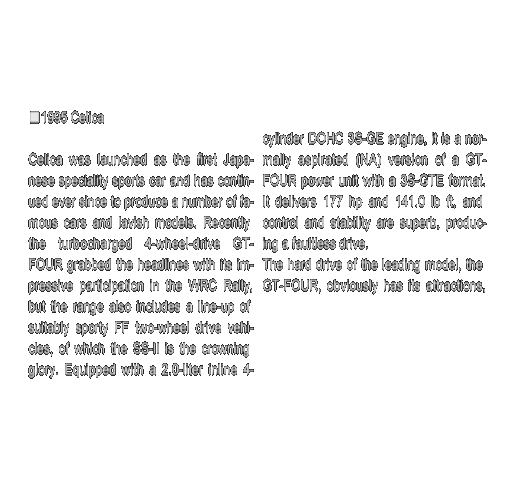 ■1995 Celica
Celica was launched as the first Japa-
nese speciality sports car and has contin-
ued ever since to produce a number of fa-
mous cars and lavish models. Recently
the turbocharged 4-wheel-drive GT-
FOUR grabbed the headlines with its im-
pressive participation in the WRC Rally,
but the range also includes a line-up of
suitably sporty FF two-wheel drive vehi-
cles, of which the SS-II is the crowning
glory. Equipped with a 2.0-liter inline 4-
cylinder DOHC 3S-GE engine, it is a nor-
mally aspirated (NA) version of a GT-
FOUR power unit with a 3S-GTE format.
It delivers 177 hp and 141.0 lb ft, and
control and stability are superb, produc-
ing a faultless drive.
The hard drive of the leading model, the
GT-FOUR, obviously has its attractions,